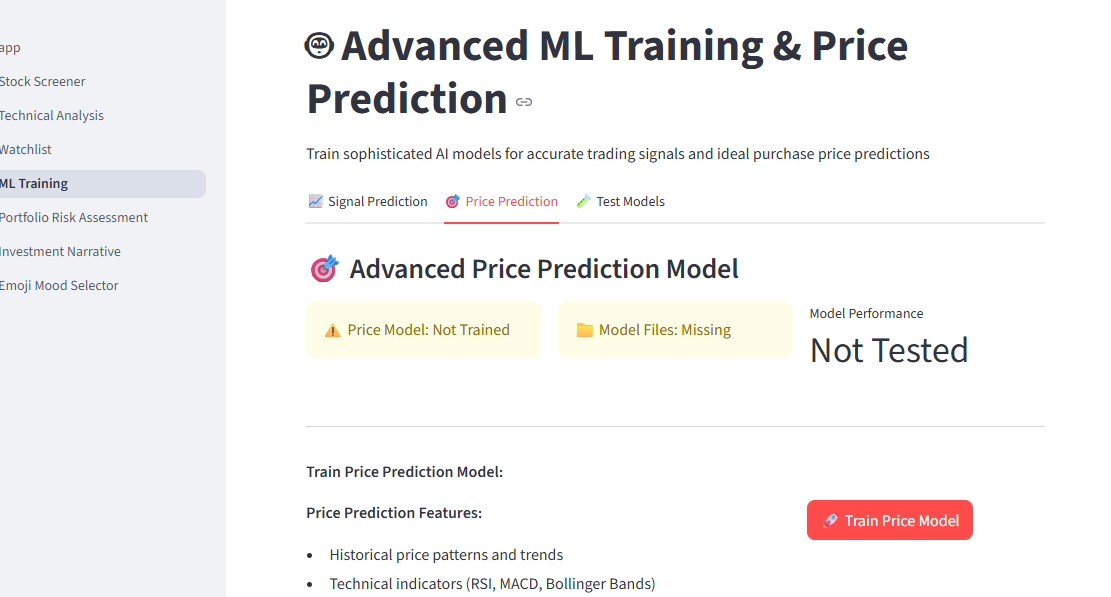 app
Stock Screener
Technical Analysis
Watchlist
ML Training
Portfolio Risk Assessment
Investment Narrative
Emoji Mood Selector
Advanced ML Training & Price
Prediction
Train sophisticated AI models for accurate trading signals and ideal purchase price predictions
Signal Prediction
Price Prediction
Test Models
Advanced Price Prediction Model
Price Model: Not Trained
Model Files: Missing
Model Performance
Not Tested
Train Price Prediction Model:
Price Prediction Features:
Train Price Model
• Historical price patterns and trends
• Technical indicators (RSI, MACD, Bollinger Bands)